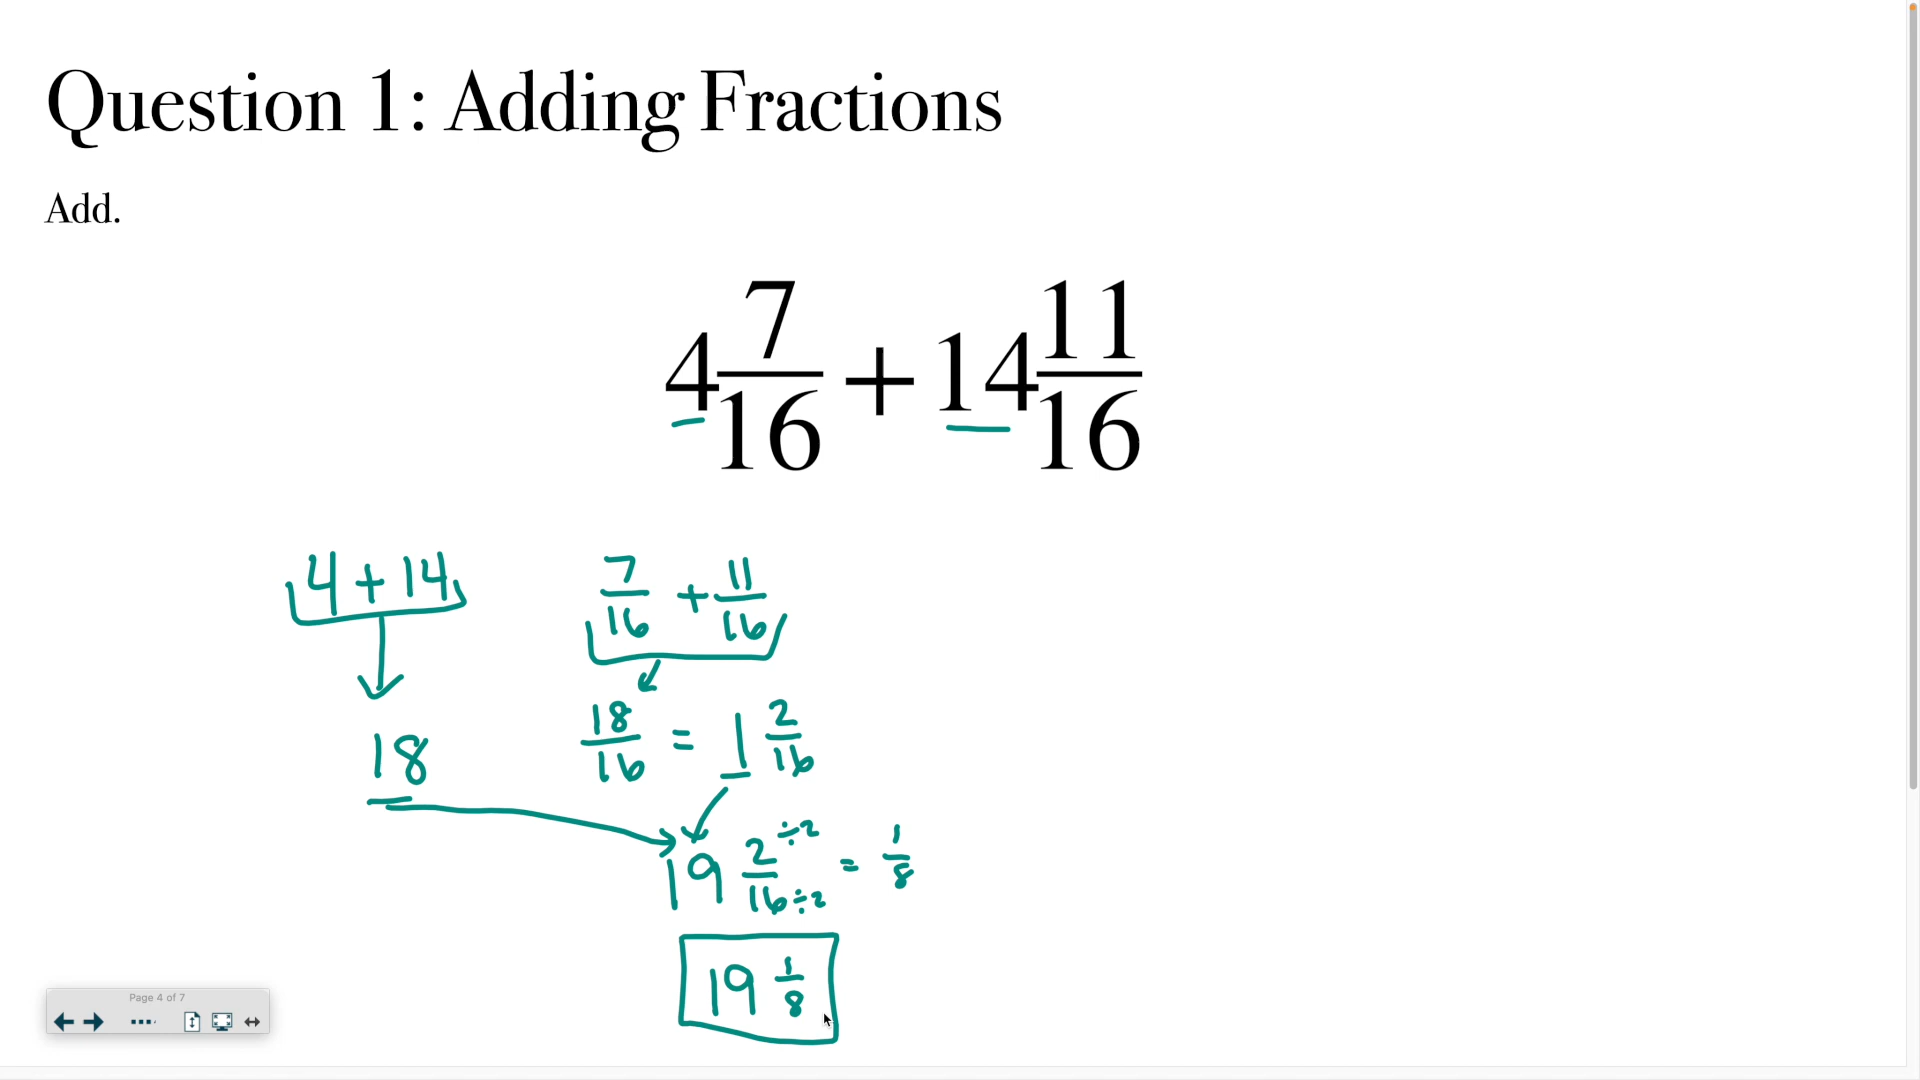 Question 1: Adding Fractions
Add.
4 7/16 + 14 11/16
4 + 14
7/16 + 11/16
18
18/16 = 1 2/16
19 2÷2/16÷2 = 1/8
19 1/8
Page 4 of 7